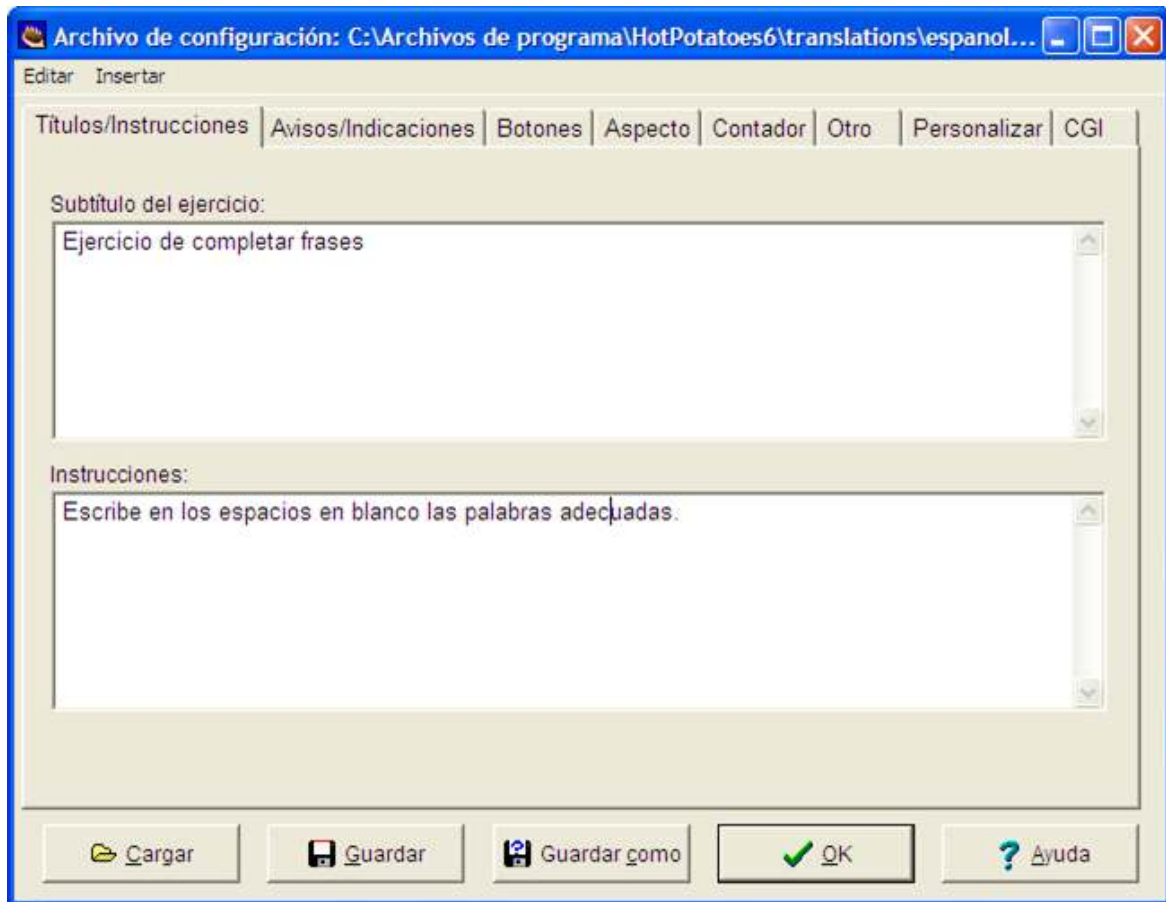 Archivo de configuración: C:\Archivos de programa\HotPotatoes6\translations\espanol...
Editar Insertar
Títulos/Instrucciones Avisos/Indicaciones Botones Aspecto Contador Otro Personalizar CGI
Subtítulo del ejercicio:
Ejercicio de completar frases
Instrucciones:
Escribe en los espacios en blanco las palabras adecuadas.
Cargar Guardar Guardar como OK ? Ayuda